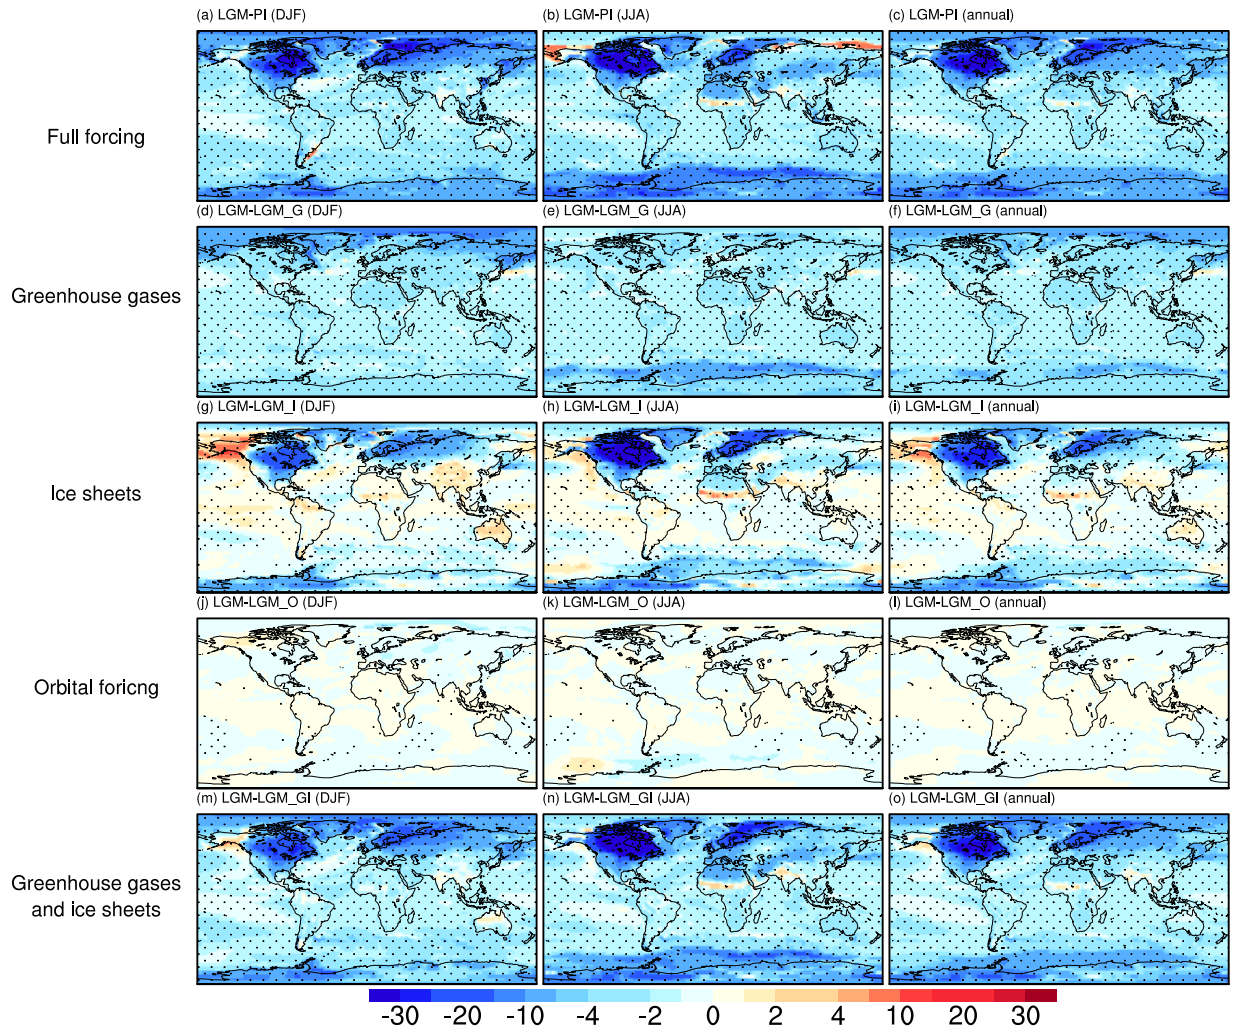 (a) LGM-PI (DJF)
(b) LGM-PI (JJA)
(c) LGM-PI (annual)
Full forcing
(d) LGM-LGM_G (DJF)
(e) LGM-LGM_G (JJA)
(f) LGM-LGM_G (annual)
Greenhouse gases
(g) LGM-LGM_I (DJF)
(h) LGM-LGM_I (JJA)
(i) LGM-LGM_I (annual)
Ice sheets
(j) LGM-LGM_O (DJF)
(k) LGM-LGM_O (JJA)
(l) LGM-LGM_O (annual)
Orbital foricng
(m) LGM-LGM_GI (DJF)
(n) LGM-LGM_GI (JJA)
(o) LGM-LGM_GI (annual)
Greenhouse gases
and ice sheets
-30 -20 -10 -4 -2 0 2 4 10 20 30